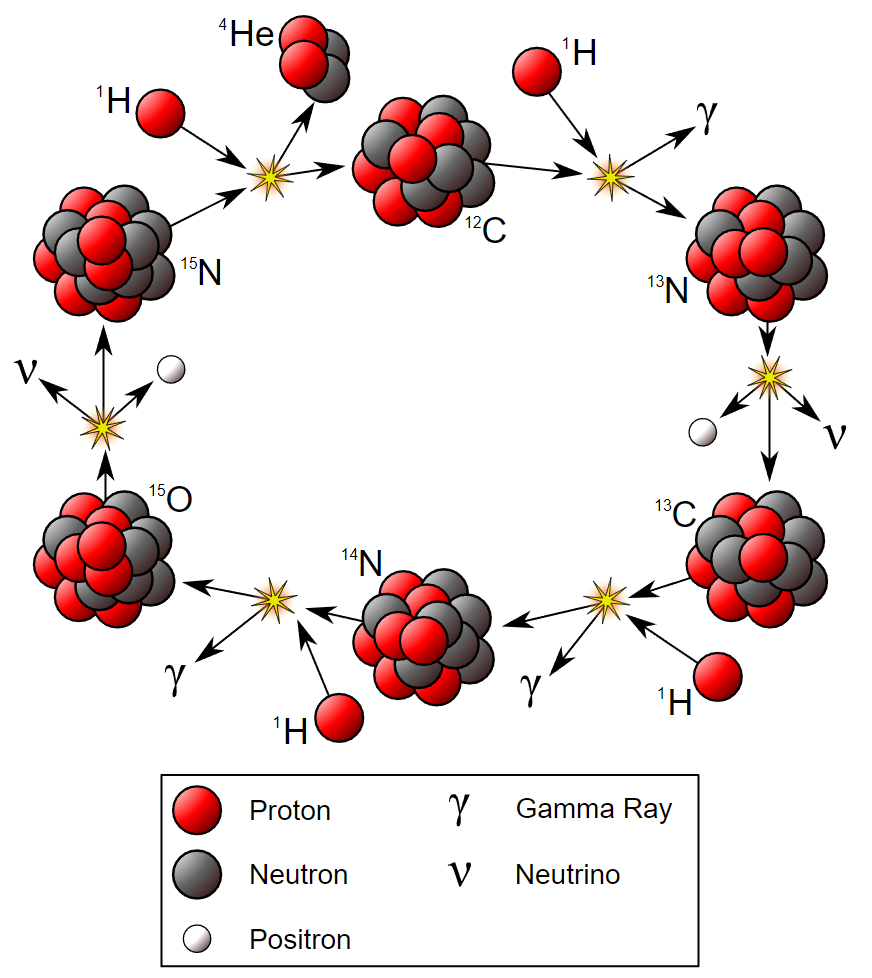 ⁴He
¹H
¹H
γ
¹²C
¹⁵N
¹³N
ν
ν
¹⁵O
¹³C
¹⁴N
γ
γ
¹H
¹H
Proton γ Gamma Ray
Neutron ν Neutrino
Positron